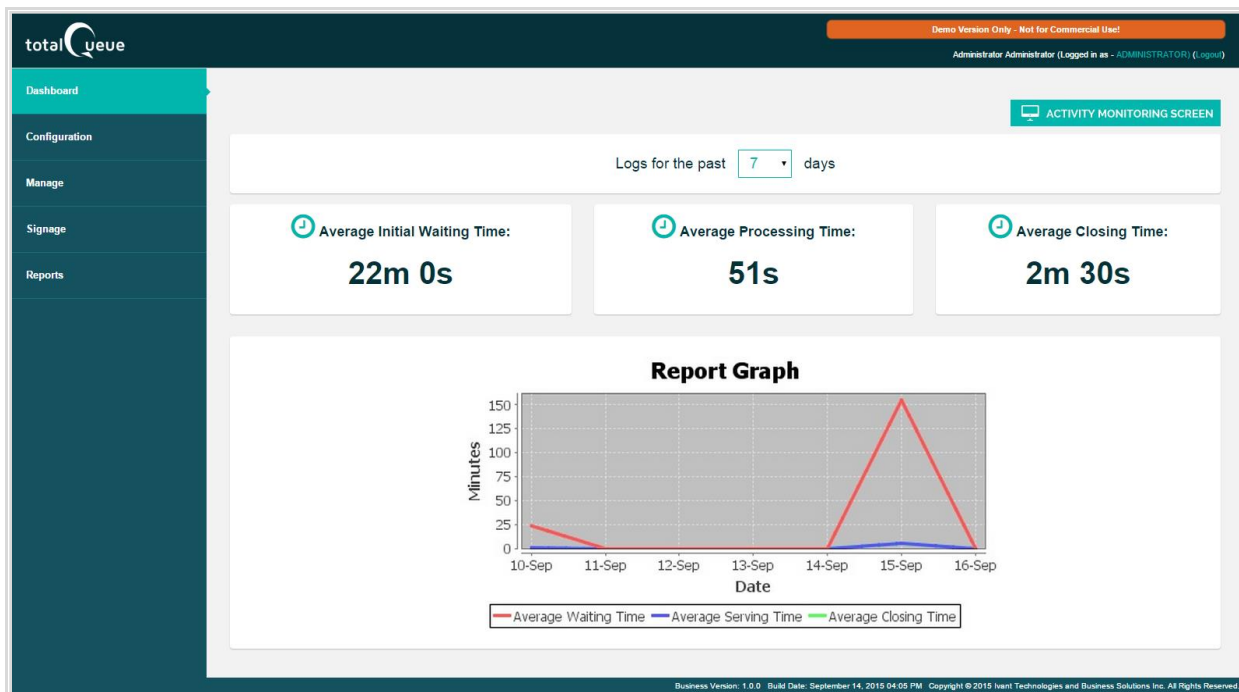 totalQueue
Demo Version Only - Not for Commercial Use!
Administrator Administrator (Logged in as - ADMINISTRATOR) (Logout)
Dashboard
Configuration
Manage
Signage
Reports
ACTIVITY MONITORING SCREEN
Logs for the past 7 days
Average Initial Waiting Time:
22m 0s
Average Processing Time:
51s
Average Closing Time:
2m 30s
Report Graph
Minutes
150
125
100
75
50
25
0
10-Sep 11-Sep 12-Sep 13-Sep 14-Sep 15-Sep 16-Sep
Date
Average Waiting Time Average Serving Time Average Closing Time
Business Version: 1.0.0 Build Date: September 14, 2015 04:05 PM Copyright © 2015 Ivant Technologies and Business Solutions Inc. All Rights Reserved.